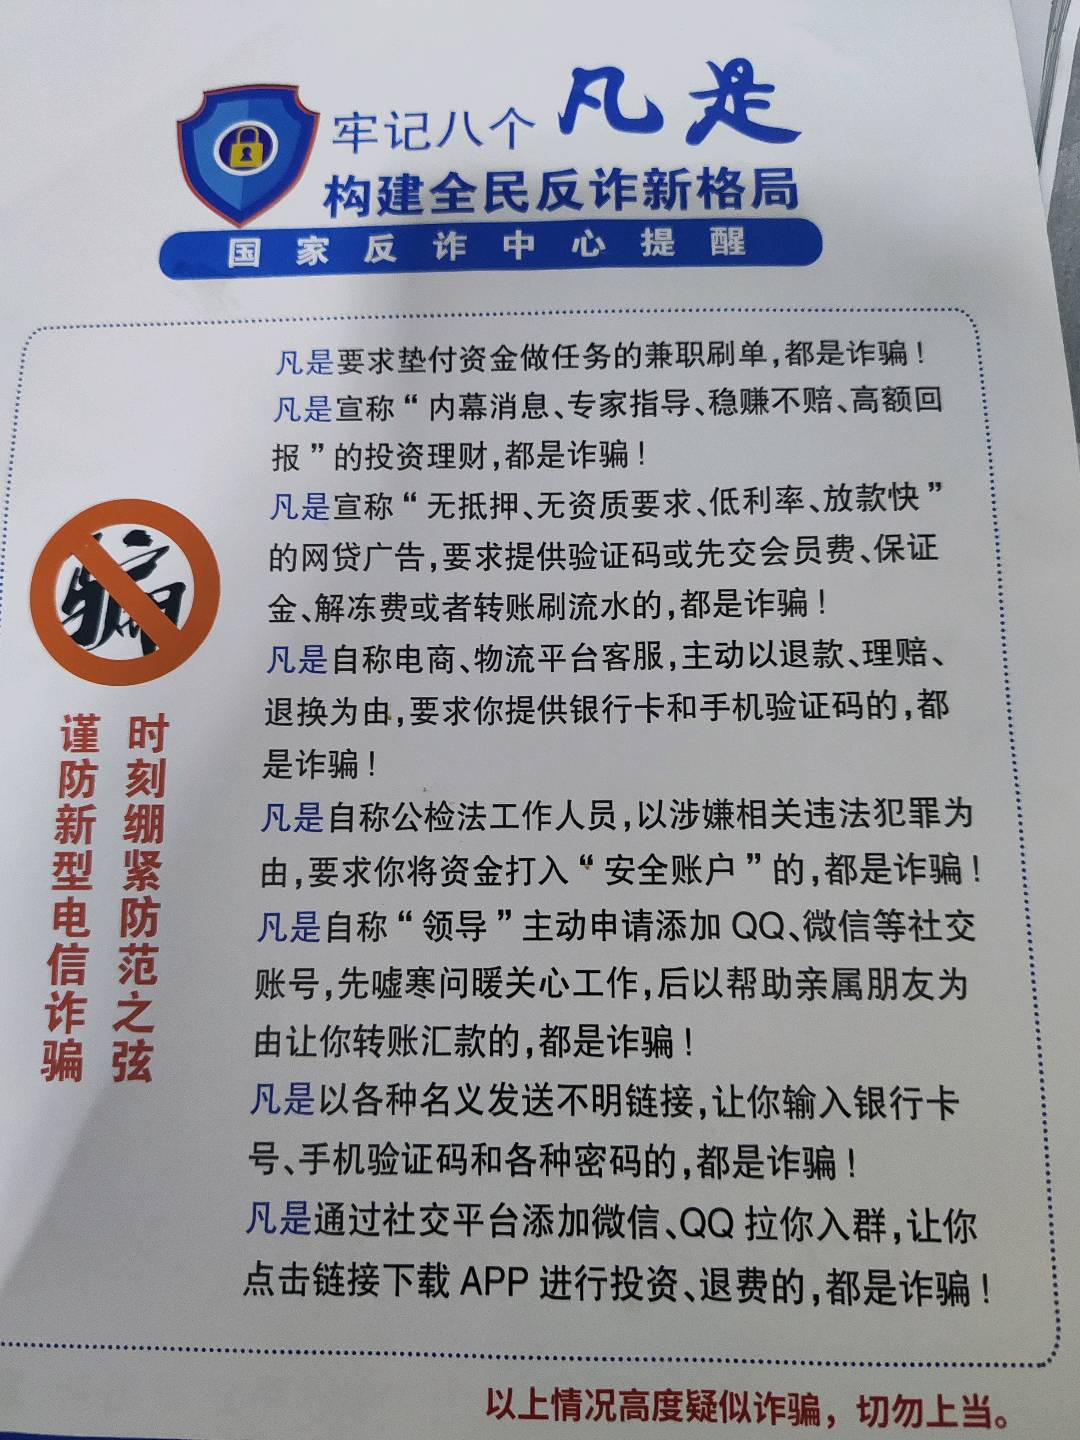 牢记八个 凡是
构建全民反诈新格局
国家反诈中心提醒
凡是要求垫付资金做任务的兼职刷单,都是诈骗!
凡是宣称“内幕消息、专家指导、稳赚不赔、高额回
报”的投资理财,都是诈骗!
凡是宣称“无抵押、无资质要求、低利率、放款快”
的网贷广告,要求提供验证码或先交会员费、保证
金、解冻费或者转账刷流水的,都是诈骗!
凡是自称电商、物流平台客服,主动以退款、理赔、
退换为由,要求你提供银行卡和手机验证码的,都
是诈骗!
凡是自称公检法工作人员,以涉嫌相关违法犯罪为
由,要求你将资金打入“安全账户”的,都是诈骗!
凡是自称“领导”主动申请添加QQ、微信等社交
账号,先嘘寒问暖关心工作,后以帮助亲属朋友为
由让你转账汇款的,都是诈骗!
凡是以各种名义发送不明链接,让你输入银行卡
号、手机验证码和各种密码的,都是诈骗!
凡是通过社交平台添加微信、QQ拉你入群,让你
点击链接下载APP进行投资、退费的,都是诈骗!
骗
时刻绷紧防范之弦
谨防新型电信诈骗
以上情况高度疑似诈骗，切勿上当。